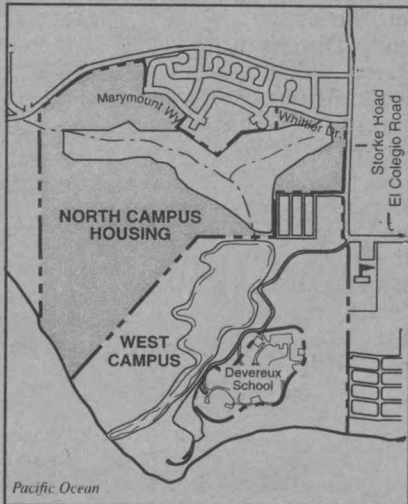 Marymount Wy.
Whittier Dr.
Storke Road
El Colegio Road
NORTH CAMPUS
HOUSING
WEST
CAMPUS
Devereux
School
Pacific Ocean